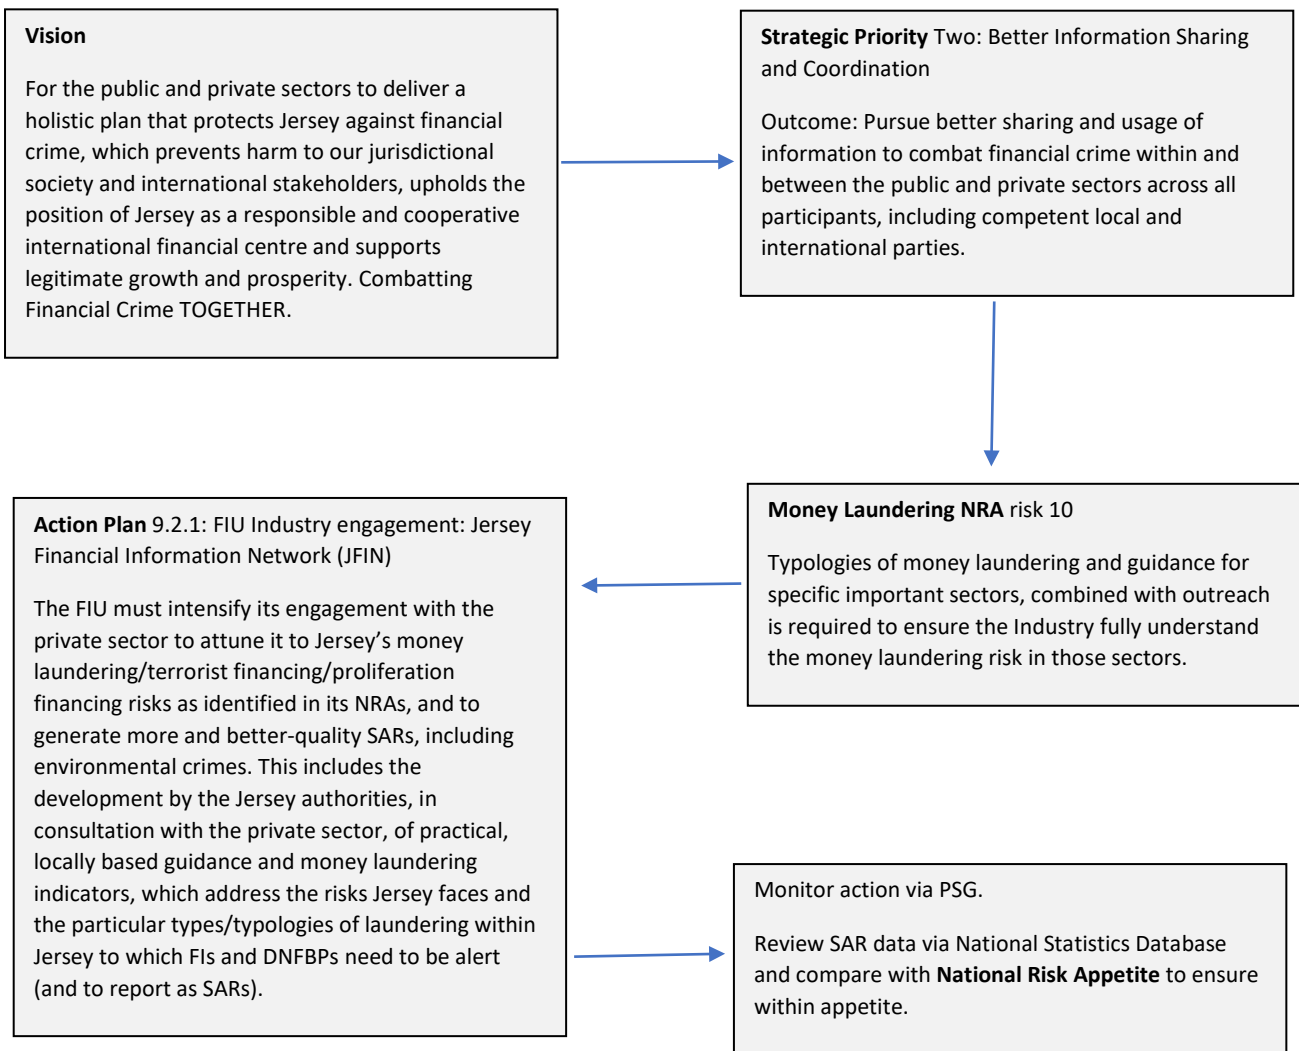 Vision
For the public and private sectors to deliver a
holistic plan that protects Jersey against financial
crime, which prevents harm to our jurisdictional
society and international stakeholders, upholds the
position of Jersey as a responsible and cooperative
international financial centre and supports
legitimate growth and prosperity. Combatting
Financial Crime TOGETHER.
Strategic Priority Two: Better Information Sharing
and Coordination
Outcome: Pursue better sharing and usage of
information to combat financial crime within and
between the public and private sectors across all
participants, including competent local and
international parties.
Money Laundering NRA risk 10
Typologies of money laundering and guidance for
specific important sectors, combined with outreach
is required to ensure the Industry fully understand
the money laundering risk in those sectors.
Action Plan 9.2.1: FIU Industry engagement: Jersey
Financial Information Network (JFIN)
The FIU must intensify its engagement with the
private sector to attune it to Jersey’s money
laundering/terrorist financing/proliferation
financing risks as identified in its NRAs, and to
generate more and better-quality SARs, including
environmental crimes. This includes the
development by the Jersey authorities, in
consultation with the private sector, of practical,
locally based guidance and money laundering
indicators, which address the risks Jersey faces and
the particular types/typologies of laundering within
Jersey to which FIs and DNFBPs need to be alert
(and to report as SARs).
Monitor action via PSG.
Review SAR data via National Statistics Database
and compare with National Risk Appetite to ensure
within appetite.